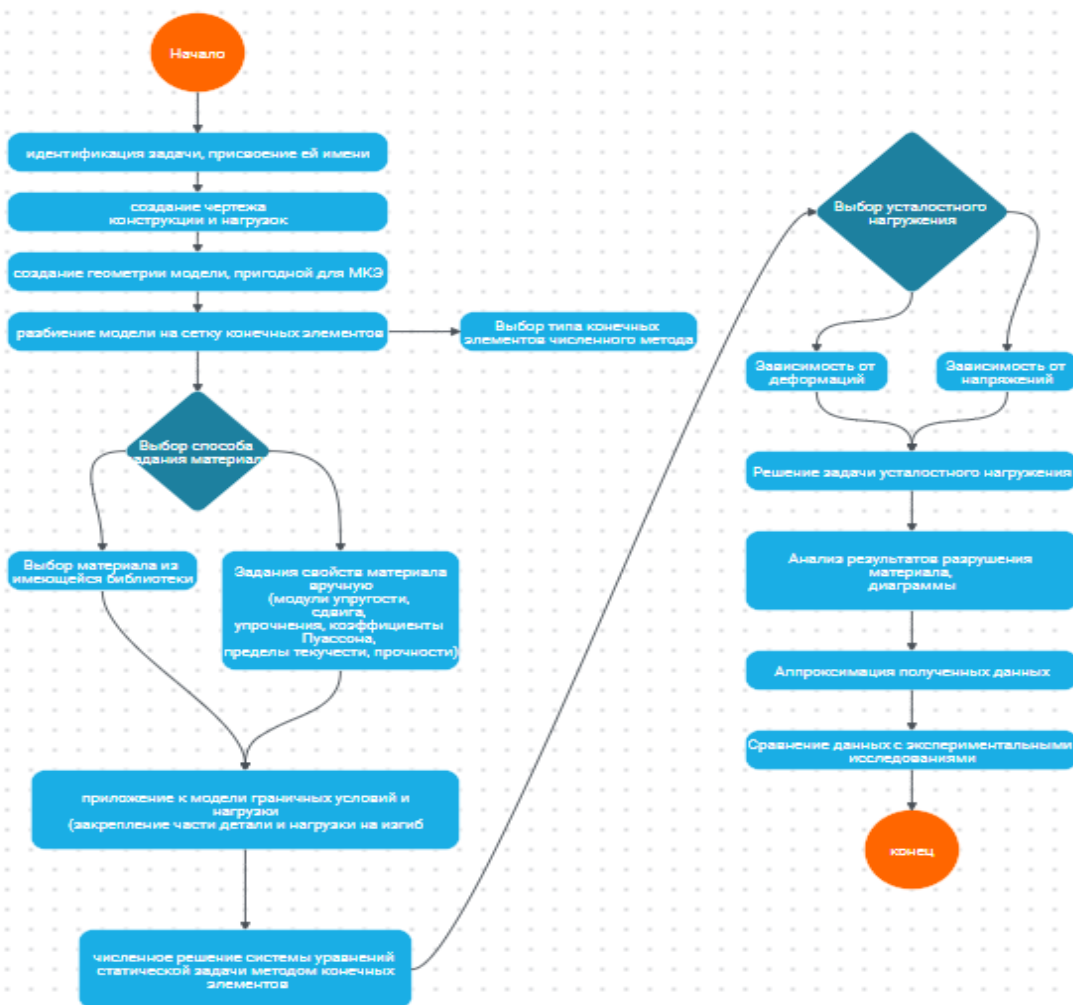 Начало
идентификация задачи, присвоение ей имени
создание чертежа
конструкции и нагрузок
создание геометрии модели, пригодной для МКЭ
разбиение модели на сетку конечных элементов
Выбор типа конечных
элементов численного метода
Выбор способа
адания материал
Выбор материала из
имеющейся библиотеки
Задания свойств материала
вручную
(модули упругости,
сдвига,
упрочнения, коэффициенты
Пуассона,
пределы текучести, прочности)
приложение к модели граничных условий и
нагрузки
(закрепление части детали и нагрузки на изгиб
численное решение системы уравнений
статической задачи методом конечных
элементов
Выбор усталостного
нагружения
Зависимость от
деформаций
Зависимость от
напряжений
Решение задачи усталостного нагружения
Анализ результатов разрушения
материала,
диаграммы
Аппроксимация полученных данных
Сравнение данных с экспериментальными
исследованиями
конец